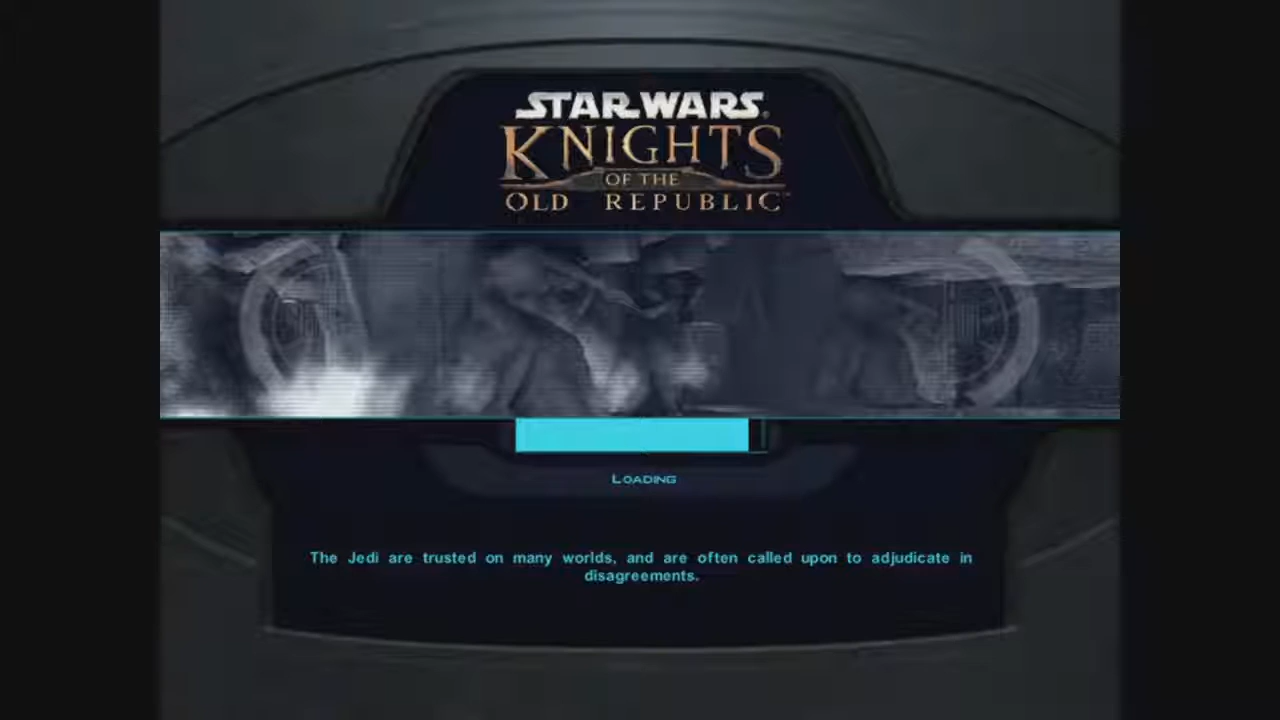 STAR WARS®
KNIGHTS
OF THE
OLD REPUBLIC™
LOADING
The Jedi are trusted on many worlds, and are often called upon to adjudicate in
disagreements.